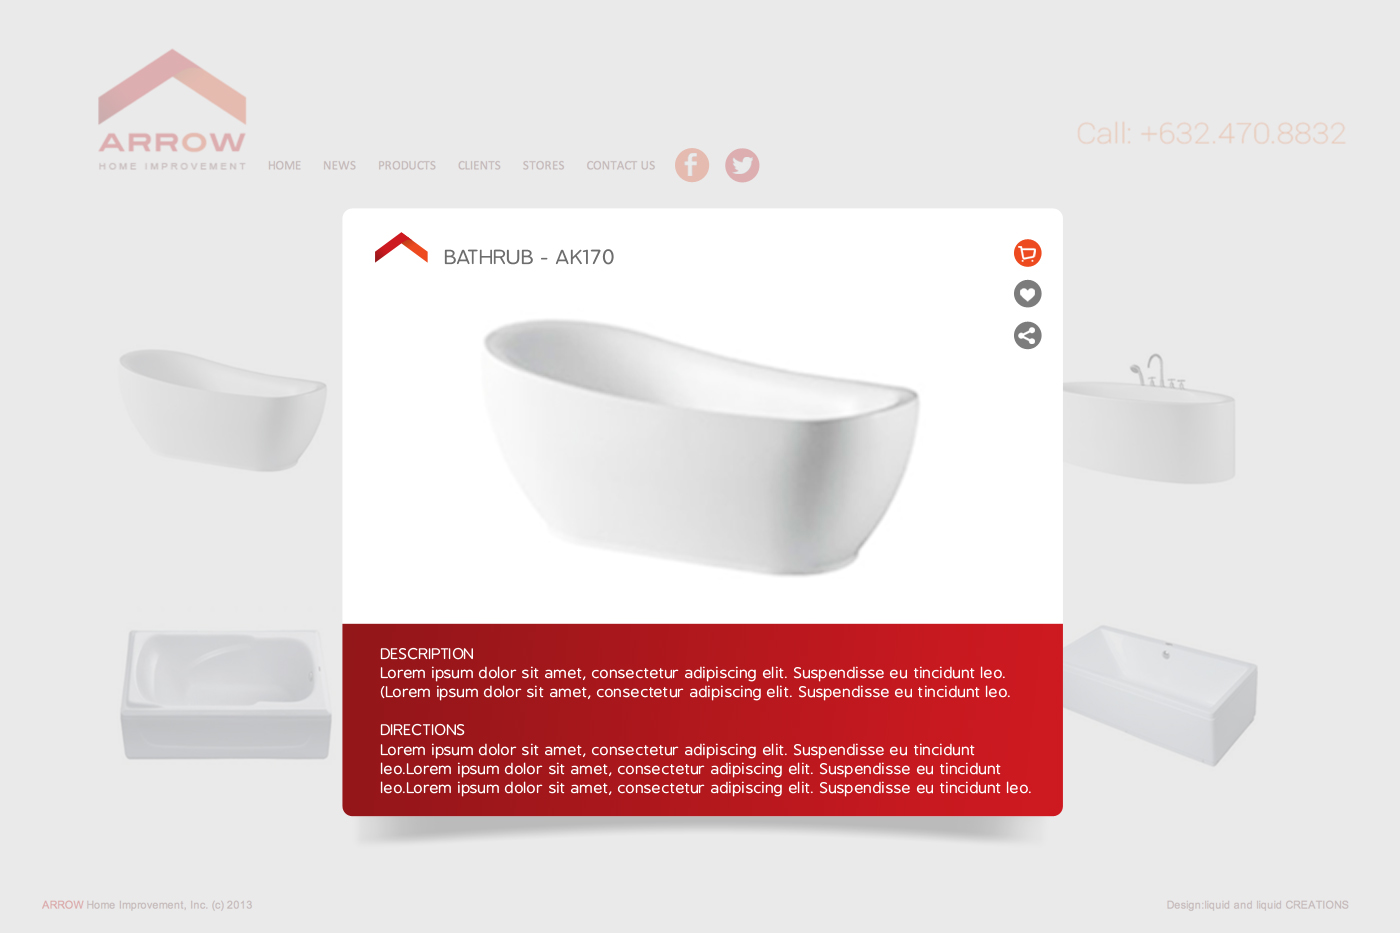 ARROW
HOME IMPROVEMENT
HOME NEWS PRODUCTS CLIENTS STORES CONTACT US
Call: +632.470.8832
BATHRUB - AK170
DESCRIPTION
Lorem ipsum dolor sit amet, consectetur adipiscing elit. Suspendisse eu tincidunt leo.
(Lorem ipsum dolor sit amet, consectetur adipiscing elit. Suspendisse eu tincidunt leo.
DIRECTIONS
Lorem ipsum dolor sit amet, consectetur adipiscing elit. Suspendisse eu tincidunt
leo.Lorem ipsum dolor sit amet, consectetur adipiscing elit. Suspendisse eu tincidunt
leo.Lorem ipsum dolor sit amet, consectetur adipiscing elit. Suspendisse eu tincidunt leo.
ARROW Home Improvement, Inc. (c) 2013
Design:liquid and liquid CREATIONS